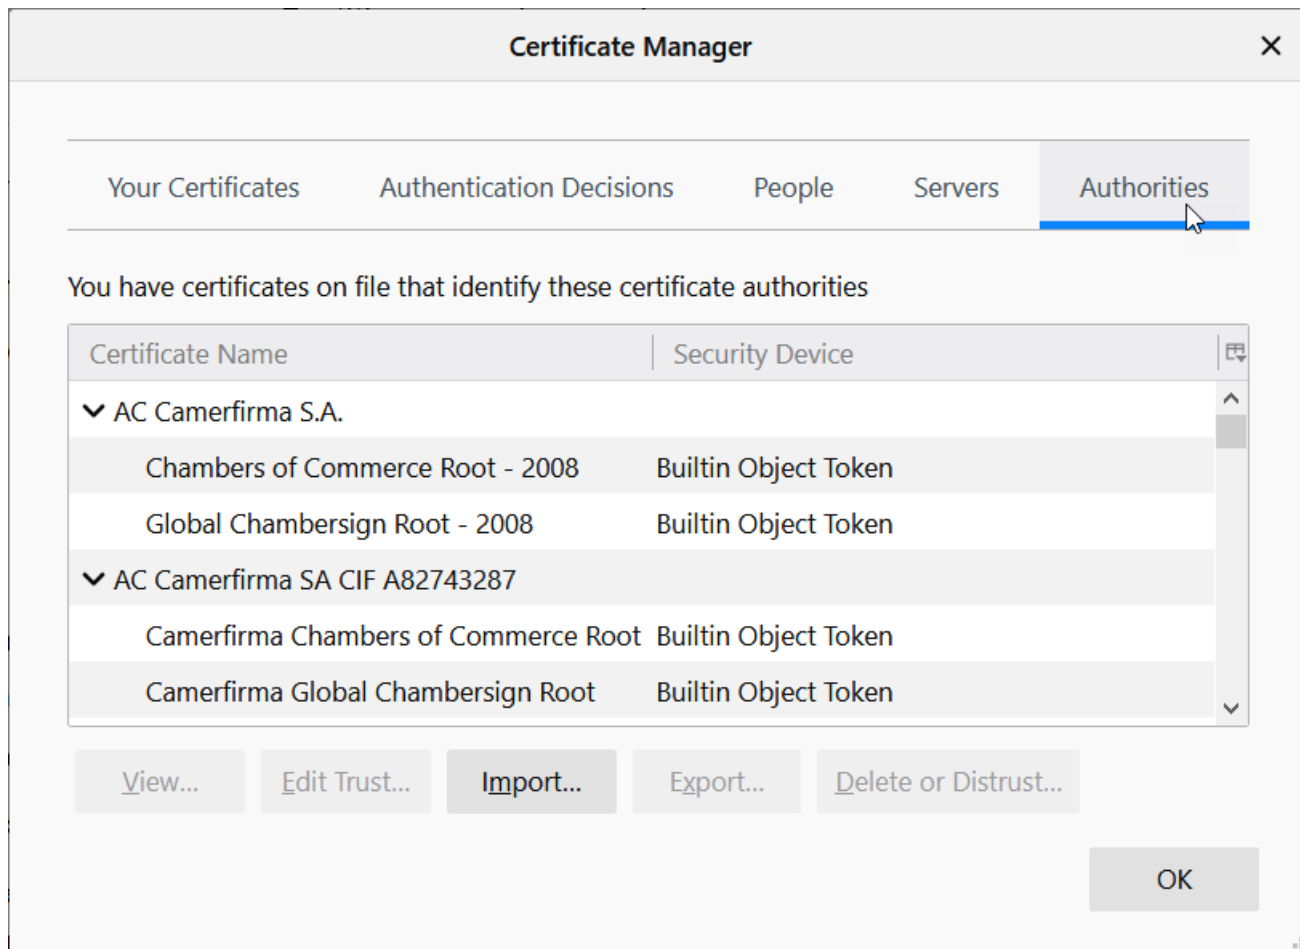 Certificate Manager
Your Certificates Authentication Decisions People Servers Authorities
You have certificates on file that identify these certificate authorities
Certificate Name Security Device
AC Camerfirma S.A.
Chambers of Commerce Root - 2008 Builtin Object Token
Global Chambersign Root - 2008 Builtin Object Token
AC Camerfirma SA CIF A82743287
Camerfirma Chambers of Commerce Root Builtin Object Token
Camerfirma Global Chambersign Root Builtin Object Token
View... Edit Trust... Import... Export... Delete or Distrust...
OK